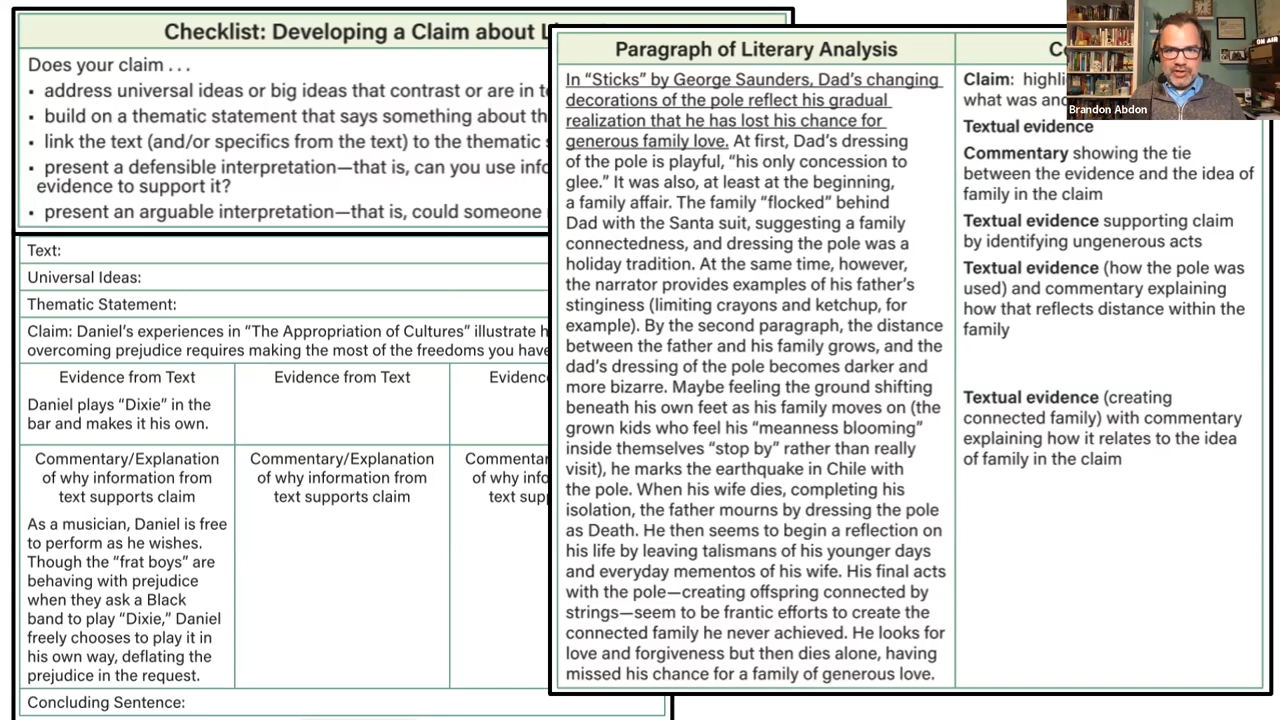 Checklist: Developing a Claim about
Does your claim . . .
• address universal ideas or big ideas that contrast or are in
• build on a thematic statement that says something about
• link the text (and/or specifics from the text) to the thematic
• present a defensible interpretation—that is, can you use
evidence to support it?
• present an arguable interpretation—that is, could someone
Text:
Universal Ideas:
Thematic Statement:
Claim: Daniel's experiences in "The Appropriation of Cultures" illustrate
overcoming prejudice requires making the most of the freedoms you have
Evidence from Text
Daniel plays "Dixie" in the
bar and makes it his own.
Evidence from Text
Commentary/Explanation
of why information from
text supports claim
As a musician, Daniel is free
to perform as he wishes.
Though the "frat boys" are
behaving with prejudice
when they ask a Black
band to play "Dixie," Daniel
freely chooses to play it in
his own way, deflating the
prejudice in the request.
Commentary/Explanation
of why information from
text supports claim
of why
text
Concluding Sentence:
Paragraph of Literary Analysis
In "Sticks" by George Saunders, Dad's changing
decorations of the pole reflect his gradual
realization that he has lost his chance for
generous family love. At first, Dad's dressing
of the pole is playful, "his only concession to
glee." It was also, at least at the beginning,
a family affair. The family "flocked" behind
Dad with the Santa suit, suggesting a family
connectedness, and dressing the pole was a
holiday tradition. At the same time, however,
the narrator provides examples of his father's
stinginess (limiting crayons and ketchup, for
example). By the second paragraph, the distance
between the father and his family grows, and the
dad's dressing of the pole becomes darker and
more bizarre. Maybe feeling the ground shifting
beneath his own feet as his family moves on (the
grown kids who feel his "meanness blooming"
inside themselves "stop by" rather than really
visit), he marks the earthquake in Chile with
the pole. When his wife dies, completing his
isolation, the father mourns by dressing the pole
as Death. He then seems to begin a reflection on
his life by leaving talismans of his younger days
and everyday mementos of his wife. His final acts
with the pole—creating offspring connected by
strings—seem to be frantic efforts to create the
connected family he never achieved. He looks for
love and forgiveness but then dies alone, having
missed his chance for a family of generous love.
Claim:
what was and
Textual evidence
Commentary showing the tie
between the evidence and the idea of
family in the claim
Textual evidence supporting claim
by identifying ungenerous acts
Textual evidence (how the pole was
used) and commentary explaining
how that reflects distance within the
family
Textual evidence (creating
connected family) with commentary
explaining how it relates to the idea
of family in the claim
ON AIR
Brandon Abdon